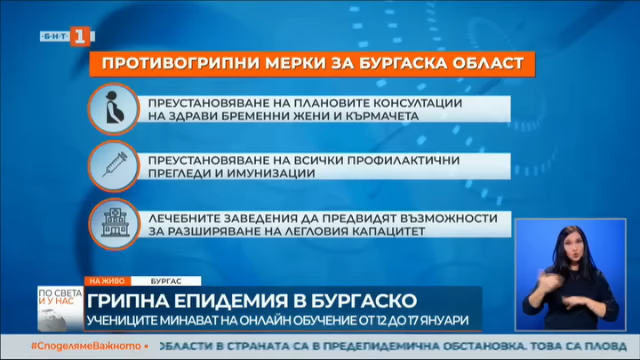 БНТ 1
ПРОТИВОГРИПНИ МЕРКИ ЗА БУРГАСКА ОБЛАСТ
ПРЕУСТАНОВЯВАНЕ НА ПЛАНОВИТЕ КОНСУЛТАЦИИ
НА ЗДРАВИ БРЕМЕННИ ЖЕНИ И КЪРМАЧЕТА
ПРЕУСТАНОВЯВАНЕ НА ВСИЧКИ ПРОФИЛАКТИЧНИ
ПРЕГЛЕДИ И ИМУНИЗАЦИИ
ЛЕЧЕБНИТЕ ЗАВЕДЕНИЯ ДА ПРЕДВИДЯТ ВЪЗМОЖНОСТИ
ЗА РАЗШИРЯВАНЕ НА ЛЕГЛОВИЯ КАПАЦИТЕТ
НА ЖИВО БУРГАС
ПО СВЕТА
И У НАС
ГРИПНА ЕПИДЕМИЯ В БУРГАСКО
УЧЕНИЦИТЕ МИНАВАТ НА ОНЛАЙН ОБУЧЕНИЕ ОТ 12 ДО 17 ЯНУАРИ
#СподелямеВажното ОБЛАСТИ В СТРАНАТА СА В ПРЕДЕПИДЕМИЧНА ОБСТАНОВКА. ТОВА СА ПЛОВД